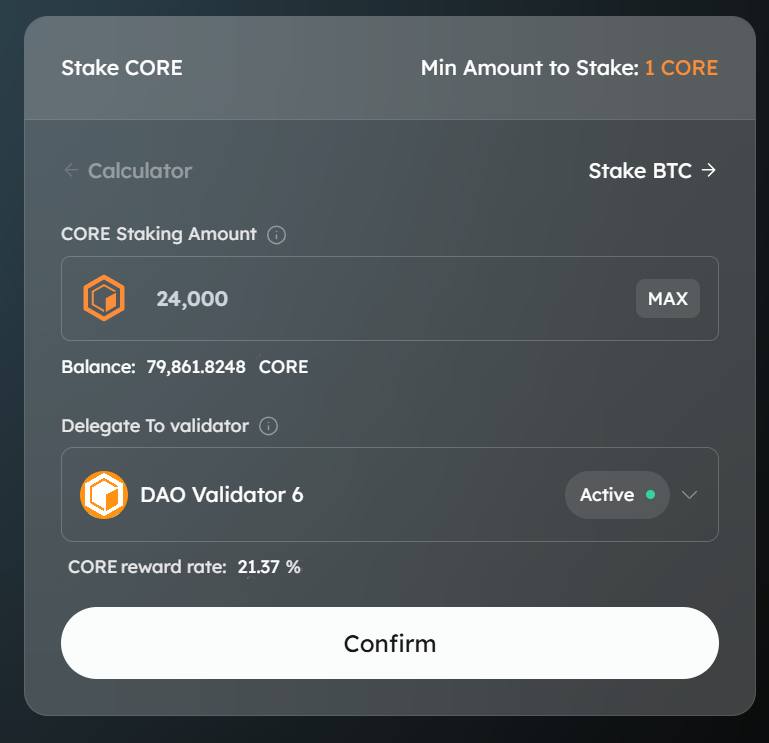 Stake CORE
Min Amount to Stake: 1 CORE
← Calculator
Stake BTC →
CORE Staking Amount
24,000
MAX
Balance: 79,861.8248 CORE
Delegate To validator
DAO Validator 6
Active
CORE reward rate: 21.37 %
Confirm